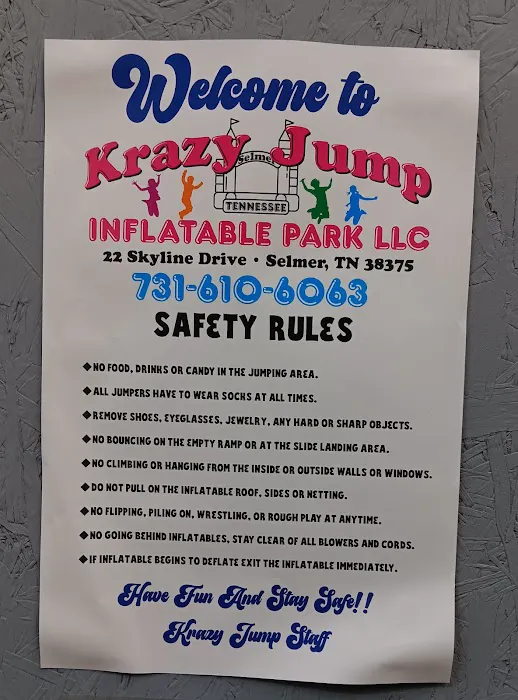 Welcome to
Krazy Jump
Selmer
TENNESSEE
INFLATABLE PARK LLC
22 Skyline Drive • Selmer, TN 38375
731-610-6063
SAFETY RULES
◆NO FOOD, DRINKS OR CANDY IN THE JUMPING AREA.
◆ALL JUMPERS HAVE TO WEAR SOCKS AT ALL TIMES.
◆REMOVE SHOES, EYEGLASSES, JEWELRY, ANY HARD OR SHARP OBJECTS.
◆NO BOUNCING ON THE EMPTY RAMP OR AT THE SLIDE LANDING AREA.
◆NO CLIMBING OR HANGING FROM THE INSIDE OR OUTSIDE WALLS OR WINDOWS.
◆DO NOT PULL ON THE INFLATABLE ROOF, SIDES OR NETTING.
◆NO FLIPPING, PILING ON, WRESTLING, OR ROUGH PLAY AT ANYTIME.
◆NO GOING BEHIND INFLATABLES, STAY CLEAR OF ALL BLOWERS AND CORDS.
◆IF INFLATABLE BEGINS TO DEFLATE EXIT THE INFLATABLE IMMEDIATELY.
Have Fun And Stay Safe!!
Krazy Jump Staff